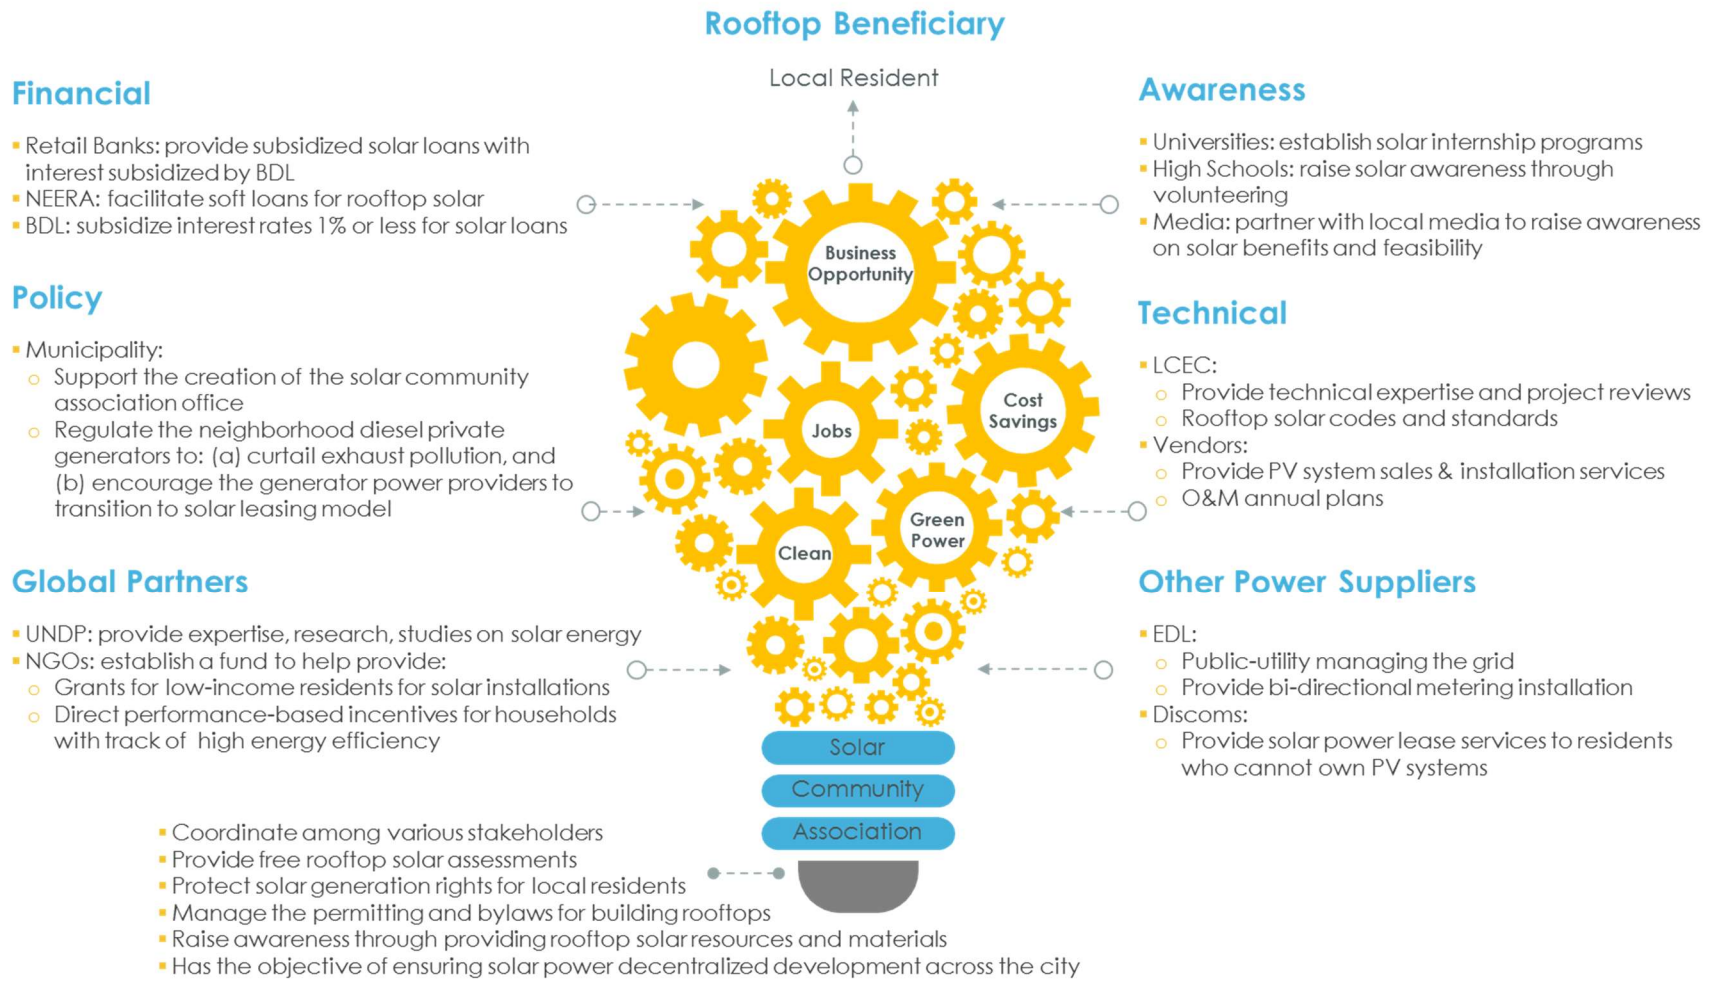 Rooftop Beneficiary
Local Resident
Financial
▪ Retail Banks: provide subsidized solar loans with
interest subsidized by BDL
▪ NEERA: facilitate soft loans for rooftop solar
▪ BDL: subsidize interest rates 1% or less for solar loans
Policy
▪ Municipality:
o Support the creation of the solar community
association office
o Regulate the neighborhood diesel private
generators to: (a) curtail exhaust pollution, and
(b) encourage the generator power providers to
transition to solar leasing model
Global Partners
▪ UNDP: provide expertise, research, studies on solar energy
▪ NGOs: establish a fund to help provide:
o Grants for low-income residents for solar installations
o Direct performance-based incentives for households
with track of high energy efficiency
Business
Opportunity
Jobs
Cost
Savings
Clean
Green
Power
Solar
Community
Association
Awareness
▪ Universities: establish solar internship programs
▪ High Schools: raise solar awareness through
volunteering
▪ Media: partner with local media to raise awareness
on solar benefits and feasibility
Technical
▪ LCEC:
o Provide technical expertise and project reviews
o Rooftop solar codes and standards
▪ Vendors:
o Provide PV system sales & installation services
o O&M annual plans
Other Power Suppliers
▪ EDL:
o Public-utility managing the grid
o Provide bi-directional metering installation
▪ Discoms:
o Provide solar power lease services to residents
who cannot own PV systems
▪ Coordinate among various stakeholders
▪ Provide free rooftop solar assessments
▪ Protect solar generation rights for local residents
▪ Manage the permitting and bylaws for building rooftops
▪ Raise awareness through providing rooftop solar resources and materials
▪ Has the objective of ensuring solar power decentralized development across the city